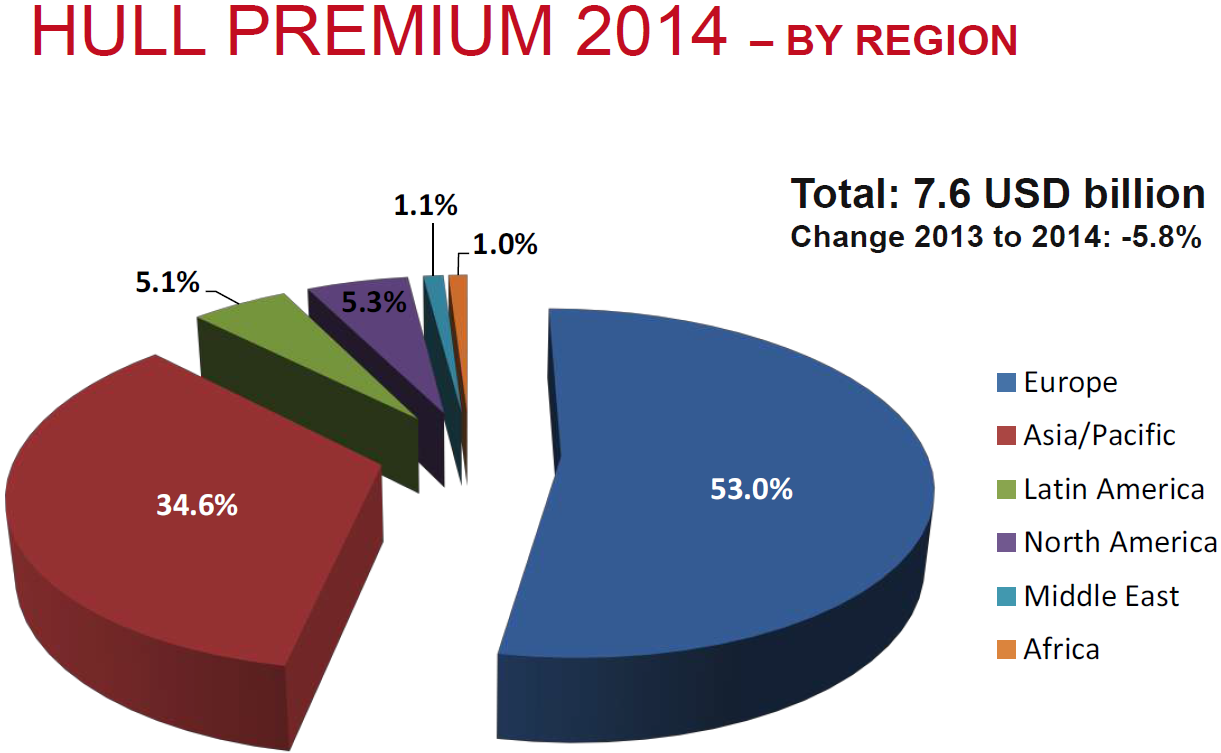 HULL PREMIUM 2014 – BY REGION
Total: 7.6 USD billion
Change 2013 to 2014: -5.8%
1.1%
1.0%
5.1%
5.3%
34.6%
53.0%
Europe
Asia/Pacific
Latin America
North America
Middle East
Africa